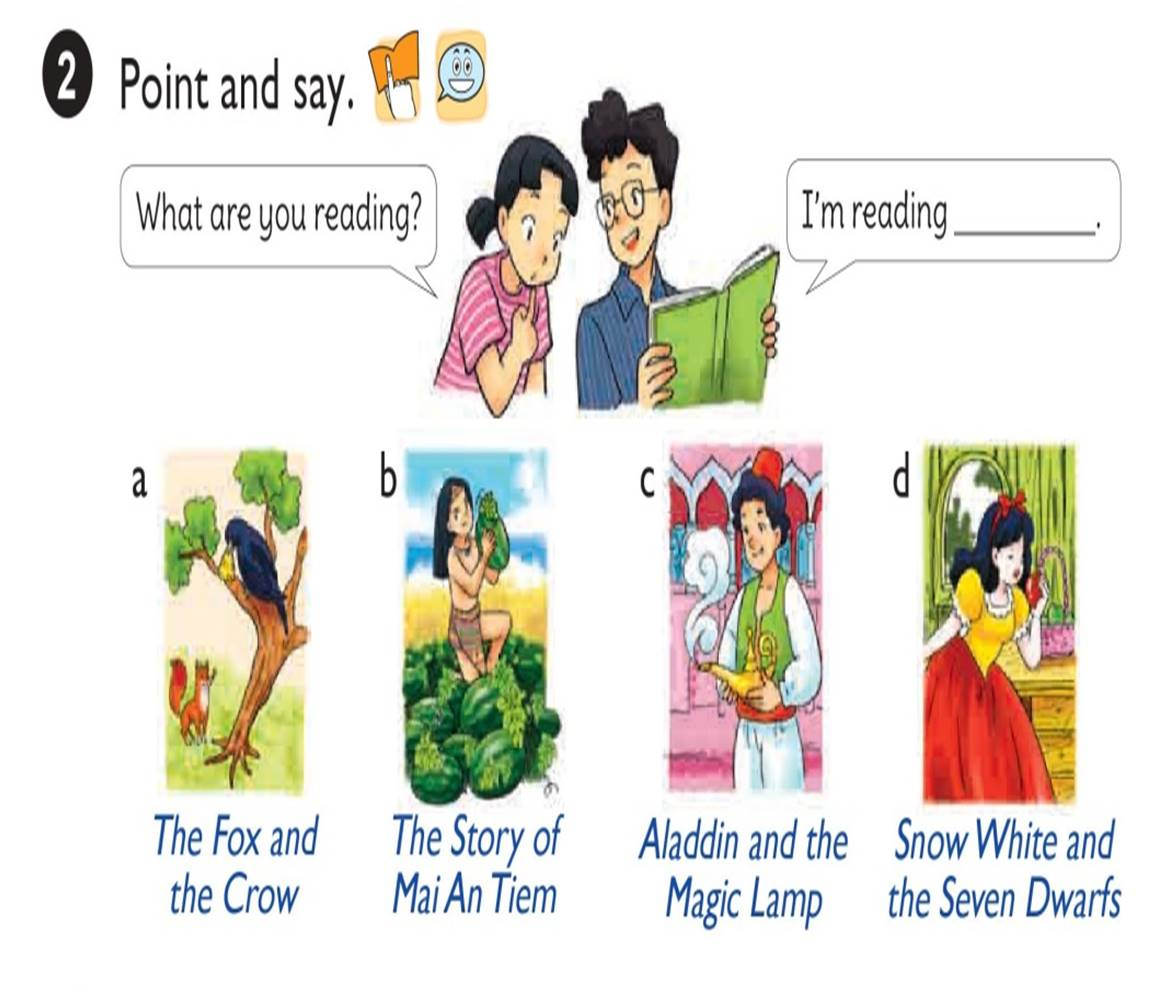 2 Point and say.
What are you reading?
I'm reading __________.
a
b
c
d
The Fox and
the Crow
The Story of
Mai An Tiem
Aladdin and the
Magic Lamp
Snow White and
the Seven Dwarfs